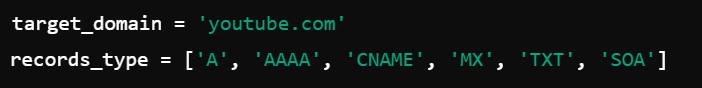 target_domain = 'youtube.com'
records_type = ['A', 'AAAA', 'CNAME', 'MX', 'TXT', 'SOA']